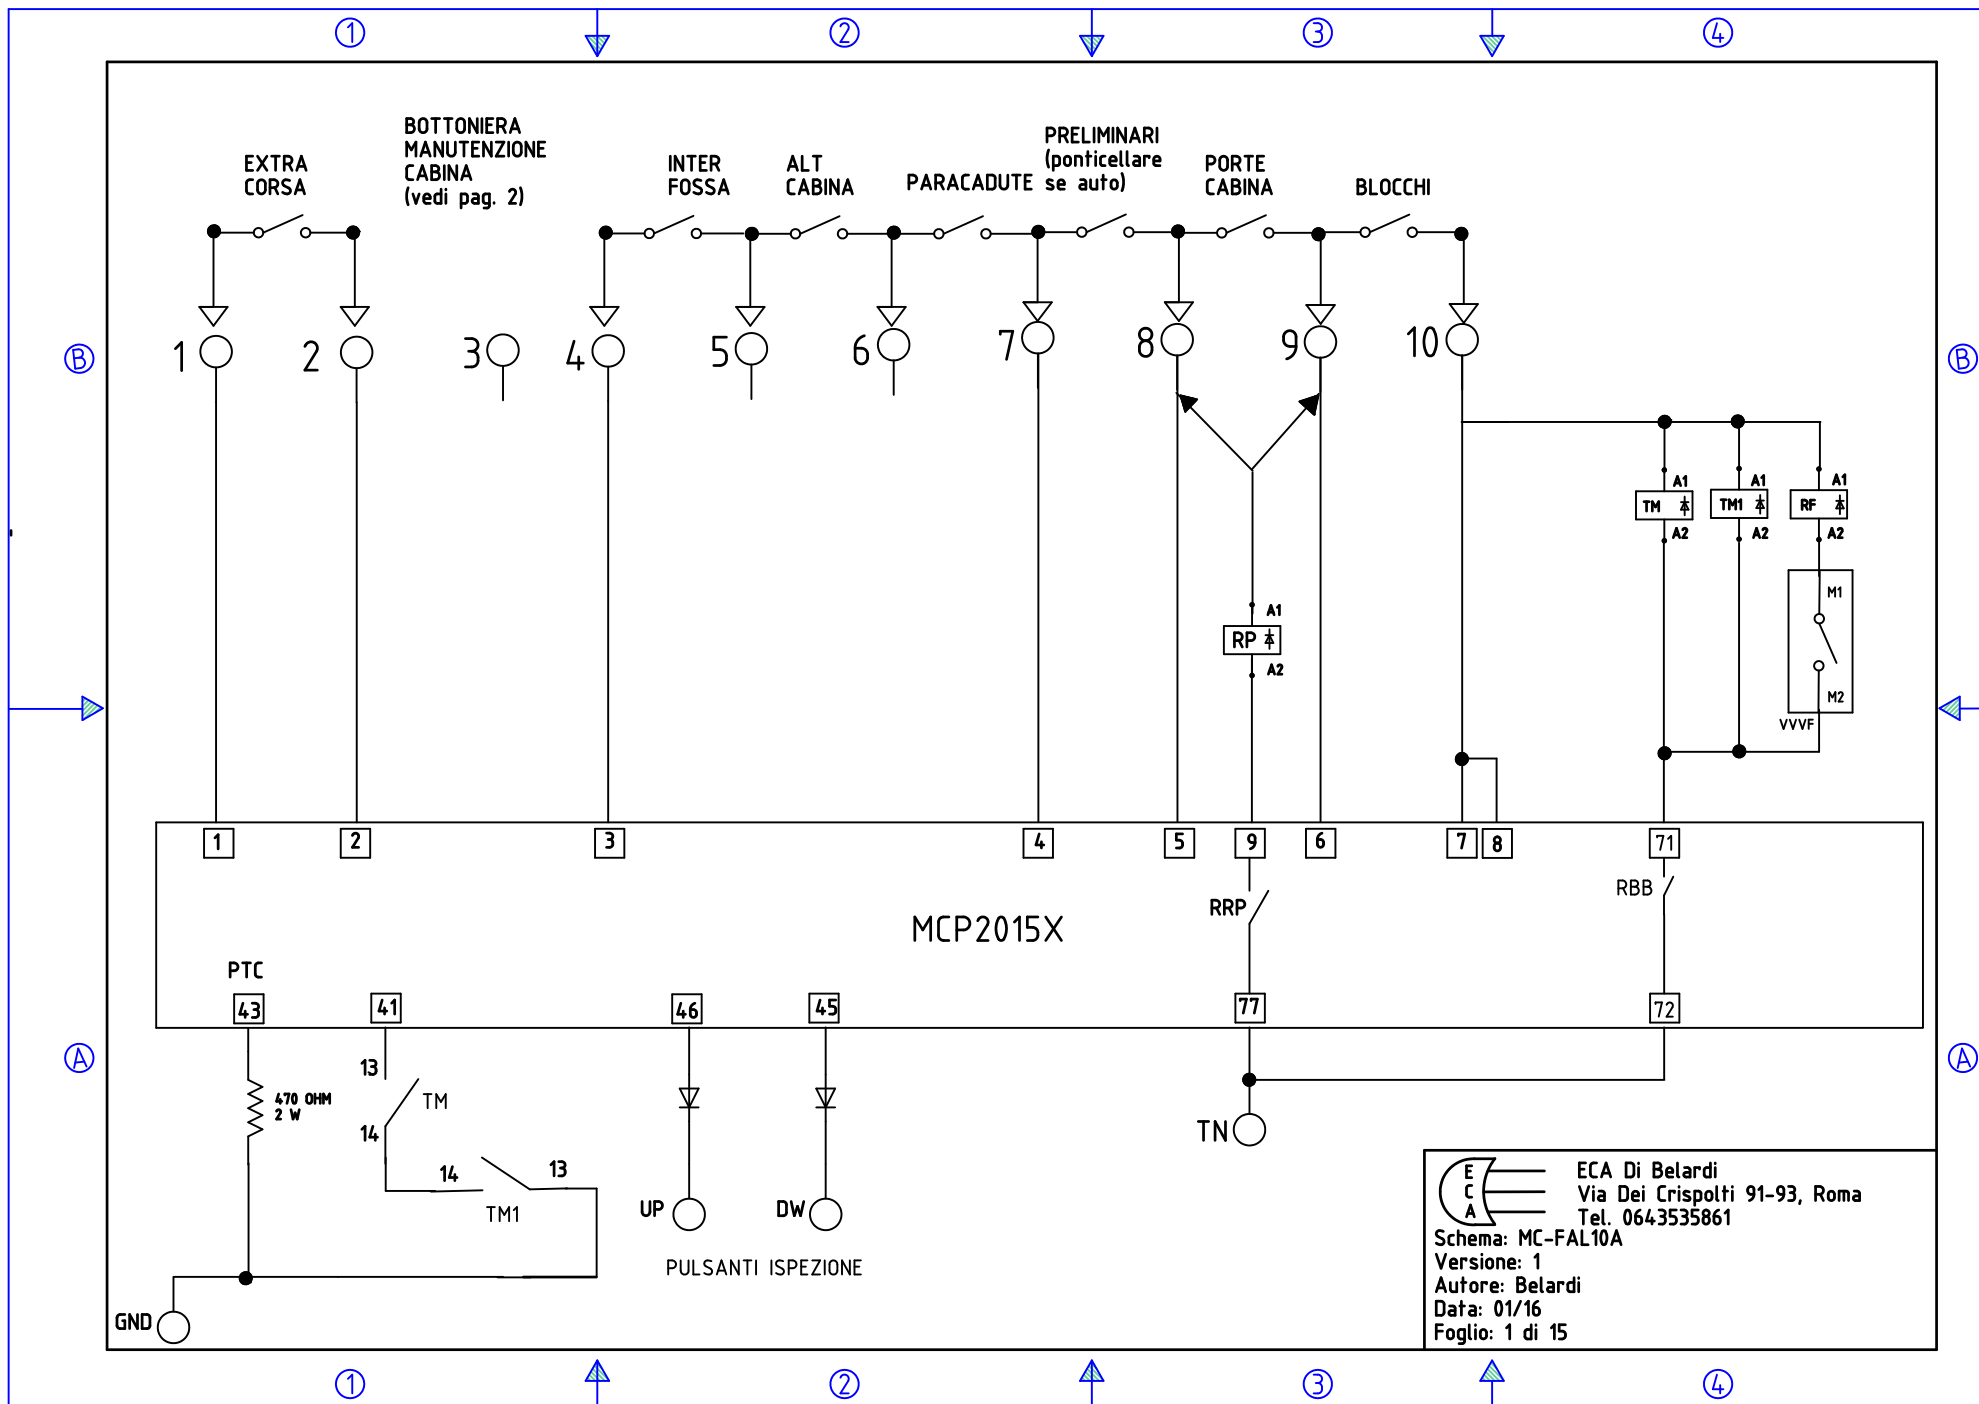 1 2 3 4
EXTRA
CORSA
BOTTONIERA
MANUTENZIONE
CABINA
(vedi pag. 2)
INTER
FOSSA
ALT
CABINA
PARACADUTE
PRELIMINARI
(ponticellare
se auto)
PORTE
CABINA
BLOCCHI
B 1 2 3 4 5 6 7 8 9 10 B
A1 A1 A1
TM TM1 RF
A2 A2 A2
M1
A1
RP
A2
M2
VVVF
1 2 3 4 5 9 6 7 8 71
RBB
RRP
MCP2015X
PTC
43 41 46 45 77 72
A A
13
470 OHM
2 W
TM
14
TN
14 13
TM1
UP DW
PULSANTI ISPEZIONE
GND
E
C
A
ECA Di Belardi
Via Dei Crispolti 91-93, Roma
Tel. 0643535861
Schema: MC-FAL10A
Versione: 1
Autore: Belardi
Data: 01/16
Foglio: 1 di 15
1 2 3 4